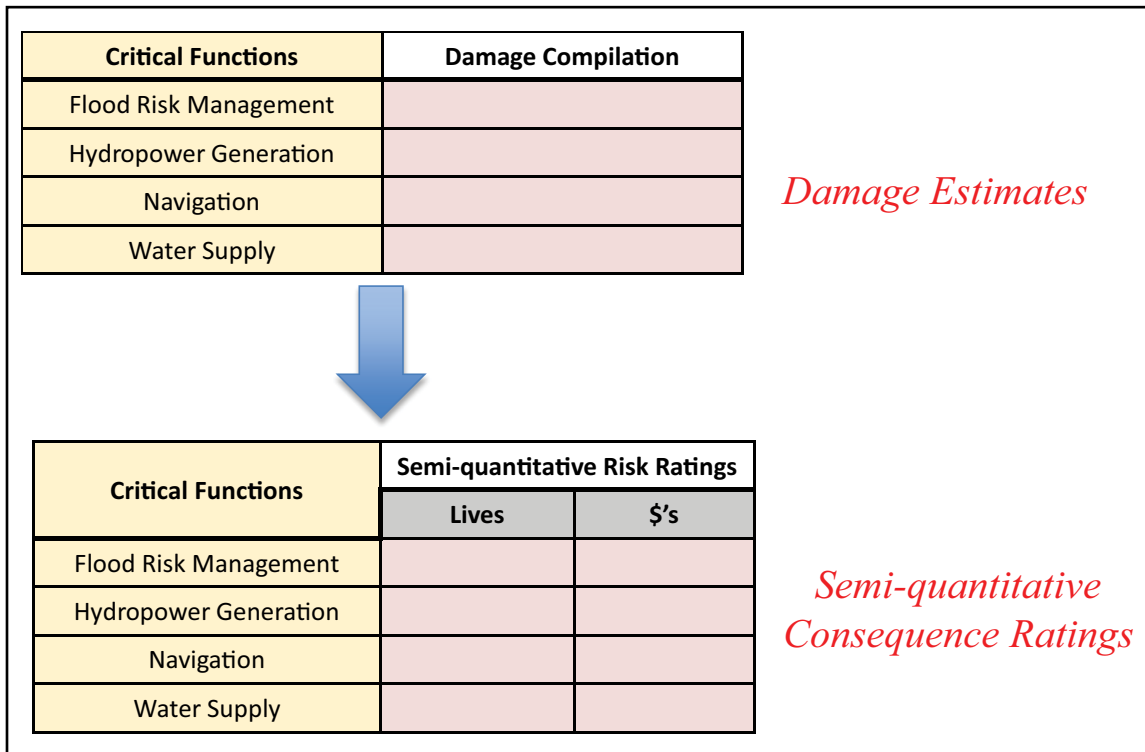 Critical Functions Damage Compilation
Flood Risk Management
Hydropower Generation
Navigation
Water Supply
Damage Estimates
Critical Functions
Semi-quantitative Risk Ratings
Lives $'s
Flood Risk Management
Hydropower Generation
Navigation
Water Supply
Semi-quantitative
Consequence Ratings